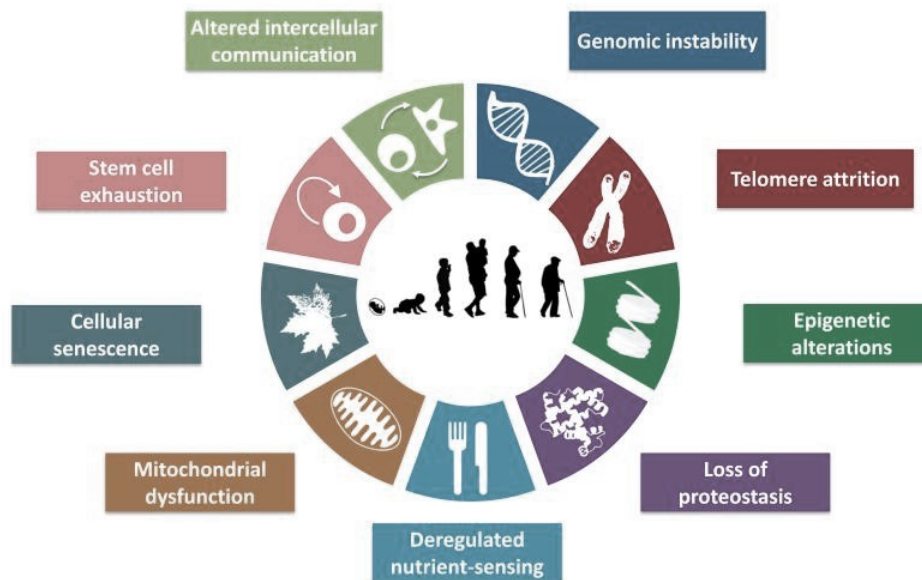 Altered intercellular
communication
Genomic instability
Stem cell
exhaustion
Telomere attrition
Cellular
senescence
Epigenetic
alterations
Mitochondrial
dysfunction
Loss of
proteostasis
Deregulated
nutrient-sensing